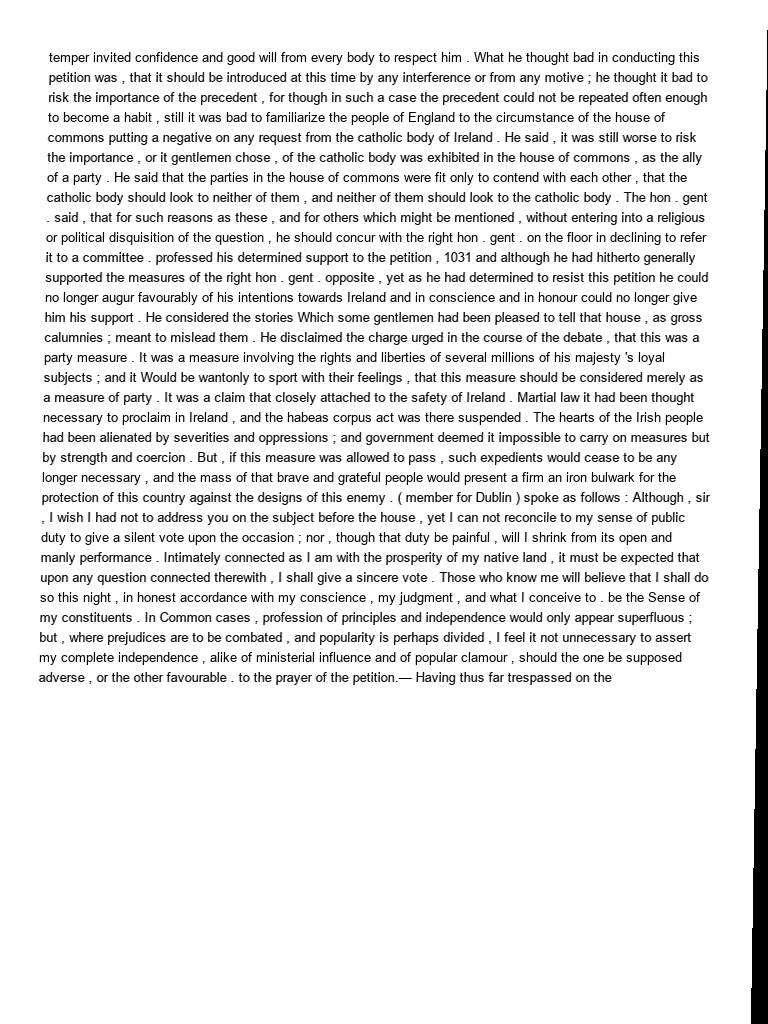 temper invited confidence and good will from every body to respect him . What he thought bad in conducting this
petition was , that it should be introduced at this time by any interference or from any motive ; he thought it bad to
risk the importance of the precedent , for though in such a case the precedent could not be repeated often enough
to become a habit , still it was bad to familiarize the people of England to the circumstance of the house of
commons putting a negative on any request from the catholic body of Ireland . He said , it was still worse to risk
the importance , or it gentlemen chose , of the catholic body was exhibited in the house of commons , as the ally
of a party . He said that the parties in the house of commons were fit only to contend with each other , that the
catholic body should look to neither of them , and neither of them should look to the catholic body . The hon . gent
. said , that for such reasons as these , and for others which might be mentioned , without entering into a religious
or political disquisition of the question , he should concur with the right hon . gent . on the floor in declining to refer
it to a committee . professed his determined support to the petition , 1031 and although he had hitherto generally
supported the measures of the right hon . gent . opposite , yet as he had determined to resist this petition he could
no longer augur favourably of his intentions towards Ireland and in conscience and in honour could no longer give
him his support . He considered the stories Which some gentlemen had been pleased to tell that house , as gross
calumnies ; meant to mislead them . He disclaimed the charge urged in the course of the debate , that this was a
party measure . It was a measure involving the rights and liberties of several millions of his majesty 's loyal
subjects ; and it Would be wantonly to sport with their feelings , that this measure should be considered merely as
a measure of party . It was a claim that closely attached to the safety of Ireland . Martial law it had been thought
necessary to proclaim in Ireland , and the habeas corpus act was there suspended . The hearts of the Irish people
had been alienated by severities and oppressions ; and government deemed it impossible to carry on measures but
by strength and coercion . But , if this measure was allowed to pass , such expedients would cease to be any
longer necessary , and the mass of that brave and grateful people would present a firm an iron bulwark for the
protection of this country against the designs of this enemy . ( member for Dublin ) spoke as follows : Although , sir
, I wish I had not to address you on the subject before the house , yet I can not reconcile to my sense of public
duty to give a silent vote upon the occasion ; nor , though that duty be painful , will I shrink from its open and
manly performance . Intimately connected as I am with the prosperity of my native land , it must be expected that
upon any question connected therewith , I shall give a sincere vote . Those who know me will believe that I shall do
so this night , in honest accordance with my conscience , my judgment , and what I conceive to . be the Sense of
my constituents . In Common cases , profession of principles and independence would only appear superfluous ;
but , where prejudices are to be combated , and popularity is perhaps divided , I feel it not unnecessary to assert
my complete independence , alike of ministerial influence and of popular clamour , should the one be supposed
adverse , or the other favourable . to the prayer of the petition.— Having thus far trespassed on the